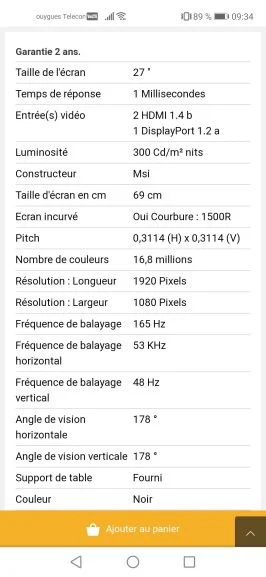 ouygues Telecom VoLTE 89 % 09:34
Garantie 2 ans.
Taille de l'écran 27 "
Temps de réponse 1 Millisecondes
Entrée(s) vidéo 2 HDMI 1.4 b
1 DisplayPort 1.2 a
Luminosité 300 Cd/m² nits
Constructeur Msi
Taille d'écran en cm 69 cm
Ecran incurvé Oui Courbure : 1500R
Pitch 0,3114 (H) x 0,3114 (V)
Nombre de couleurs 16,8 millions
Résolution : Longueur 1920 Pixels
Résolution : Largeur 1080 Pixels
Fréquence de balayage 165 Hz
Fréquence de balayage 53 KHz
horizontal
Fréquence de balayage 48 Hz
vertical
Angle de vision 178 °
horizontale
Angle de vision verticale 178 °
Support de table Fourni
Couleur Noir
Ajouter au panier